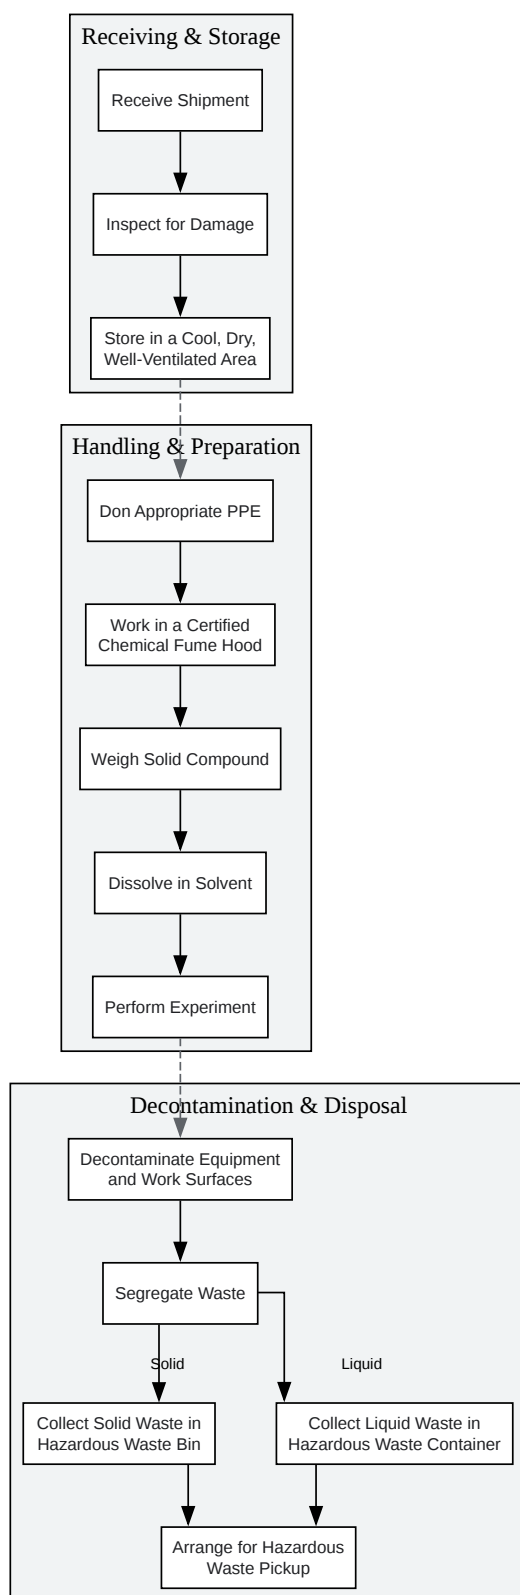 Receiving & Storage
Receive Shipment
Inspect for Damage
Store in a Cool, Dry,
Well-Ventilated Area
Handling & Preparation
Don Appropriate PPE
Work in a Certified
Chemical Fume Hood
Weigh Solid Compound
Dissolve in Solvent
Perform Experiment
Decontamination & Disposal
Decontaminate Equipment
and Work Surfaces
Segregate Waste
Solid
Liquid
Collect Solid Waste in
Hazardous Waste Bin
Collect Liquid Waste in
Hazardous Waste Container
Arrange for Hazardous
Waste Pickup